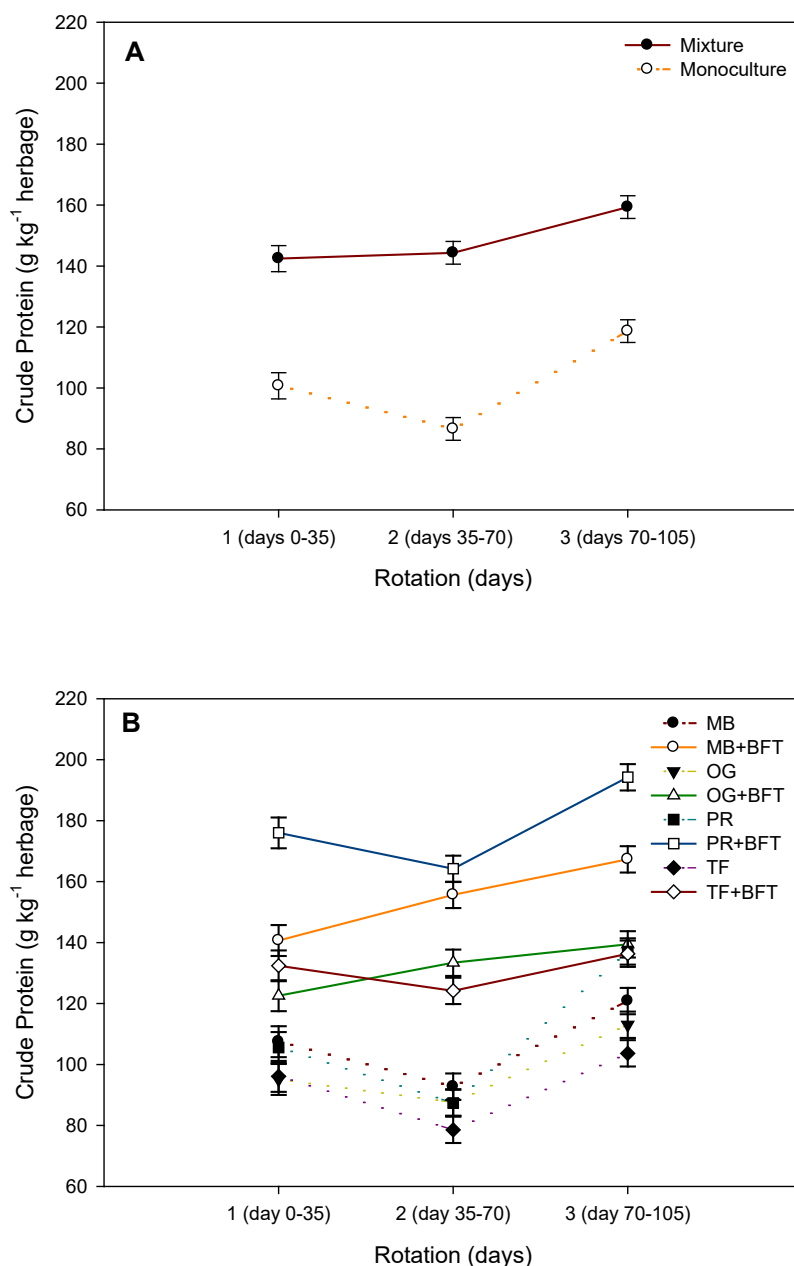 A
Mixture
Monoculture
220
200
180
160
140
120
100
80
60
Crude Protein (g kg⁻¹ herbage)
1 (days 0-35) 2 (days 35-70) 3 (days 70-105)
Rotation (days)
B
MB
MB+BFT
OG
OG+BFT
PR
PR+BFT
TF
TF+BFT
220
200
180
160
140
120
100
80
60
Crude Protein (g kg⁻¹ herbage)
1 (day 0-35) 2 (day 35-70) 3 (day 70-105)
Rotation (days)